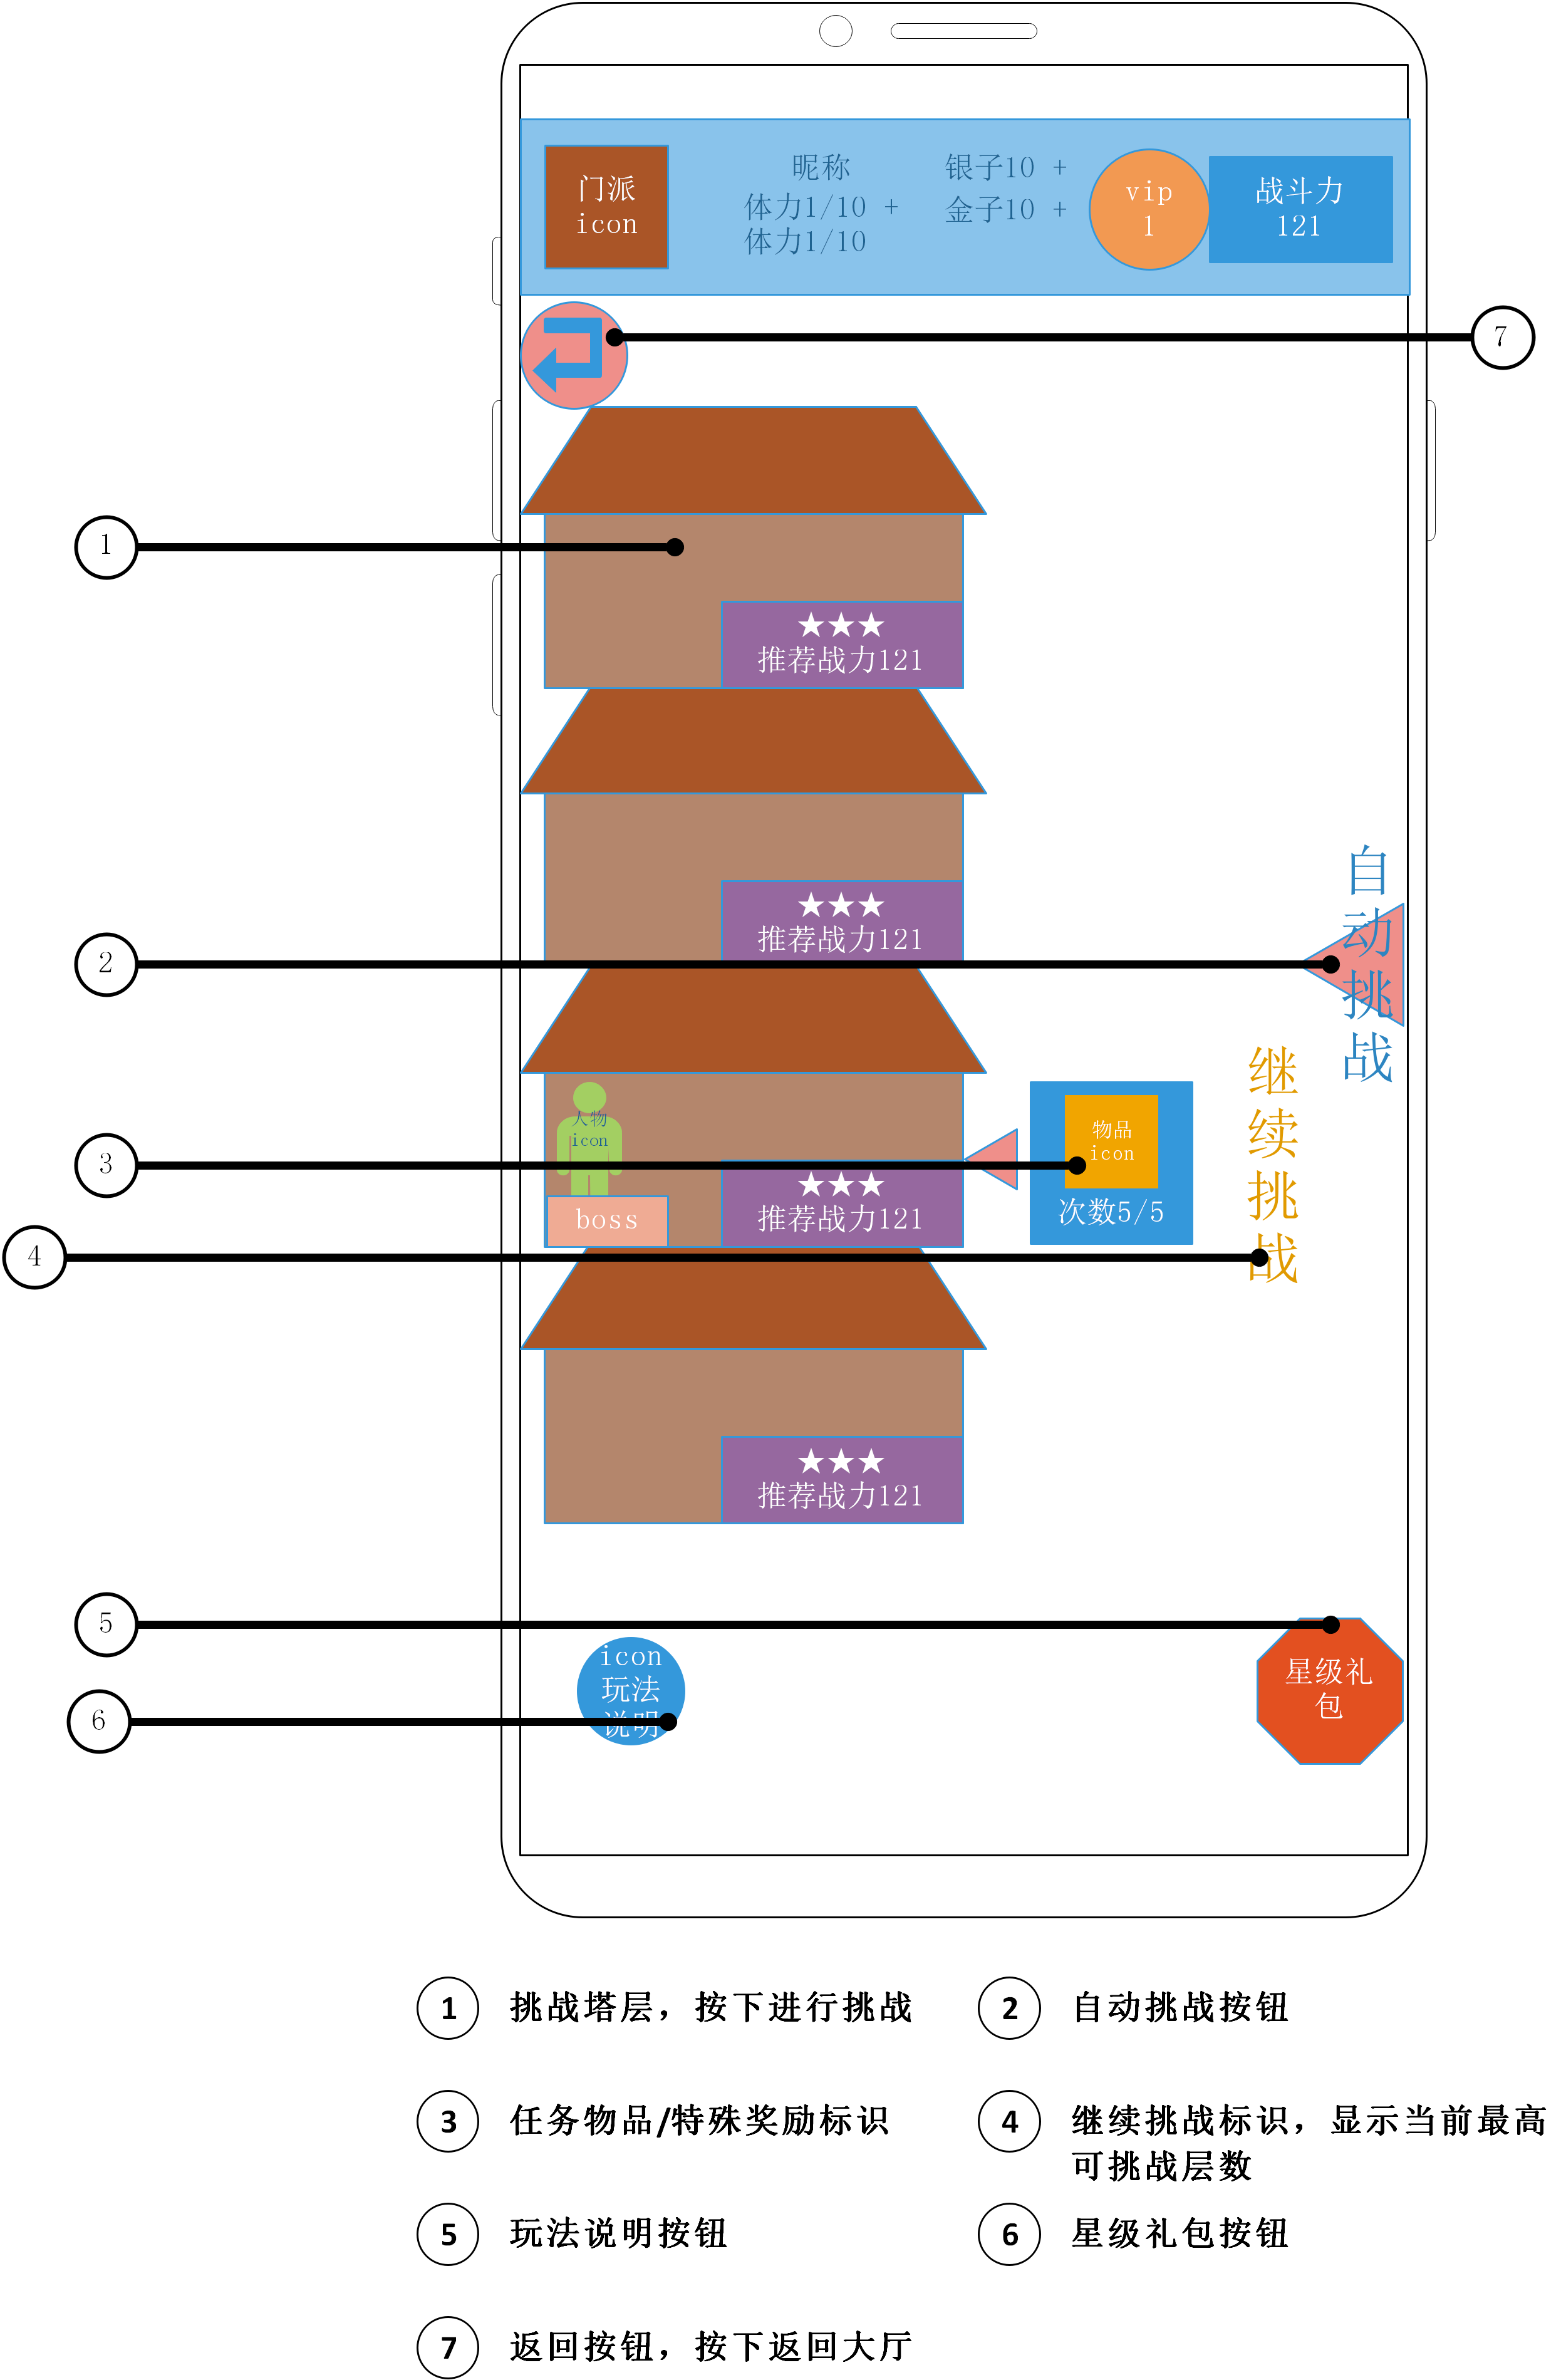 门派
icon
昵称
体力1/10 +
体力1/10
银子10 +
金子10 +
vip
1
战斗力
121
7
1
★★★
推荐战力121
★★★
推荐战力121
自动挑战
2
继续挑战
人物
icon
物品
icon
3
★★★
推荐战力121
boss
次数5/5
4
★★★
推荐战力121
5
icon
玩法
说明
星级礼
包
6
1 挑战塔层，按下进行挑战
2 自动挑战按钮
3 任务物品/特殊奖励标识
4 继续挑战标识，显示当前最高
可挑战层数
5 玩法说明按钮
6 星级礼包按钮
7 返回按钮，按下返回大厅